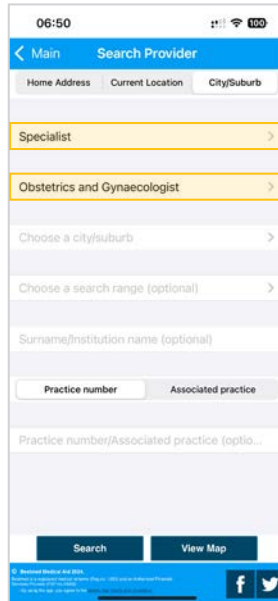 06:50
100
Main
Search Provider
Home Address
Current Location
City/Suburb
Specialist
Obstetrics and Gynaecologist
Choose a city/suburb
Choose a search range (optional)
Surname/Institution name (optional)
Practice number
Associated practice
Practice number/Associated practice (optio...
Search
View Map
© Bestmed Medical Aid 2024.